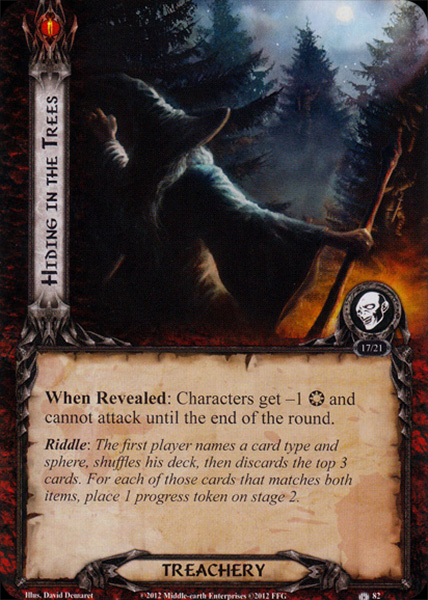 HIDING IN THE TREES
17/21
When Revealed: Characters get –1 and
cannot attack until the end of the round.
Riddle: The first player names a card type and
sphere, shuffles his deck, then discards the top 3
cards. For each of those cards that matches both
items, place 1 progress token on stage 2.
TREACHERY
Illus. David Demaret ©2012 Middle-earth Enterprises ©2012 FFG 82